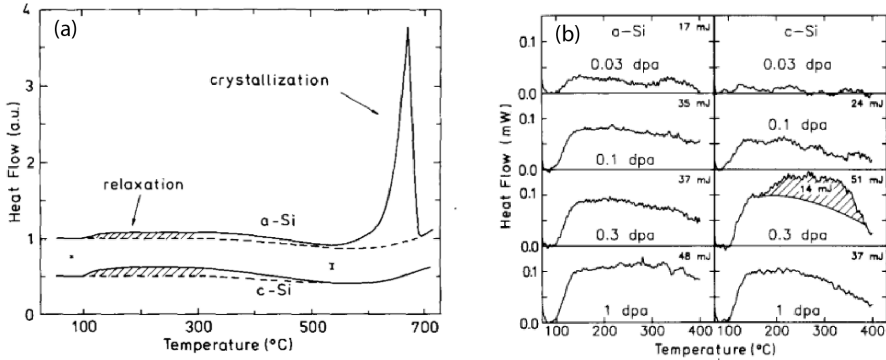 (a)
4
3
2
1
0
Heat Flow (a.u.)
crystallization
relaxation
a-Si
c-Si
100
300
500
700
Temperature (°C)
(b)
a-Si
c-Si
0.15
0.1
0.0
0.1
0.0
0.1
0.0
0.1
0.0
Heat Flow (mW)
17 mJ
0.03 dpa
0.03 dpa
35 mJ
0.1 dpa
24 mJ
0.1 dpa
37 mJ
0.3 dpa
51 mJ
14 mJ
0.3 dpa
48 mJ
1 dpa
37 mJ
1 dpa
100 200 300 400
100 200 300 400
Temperature (°C)